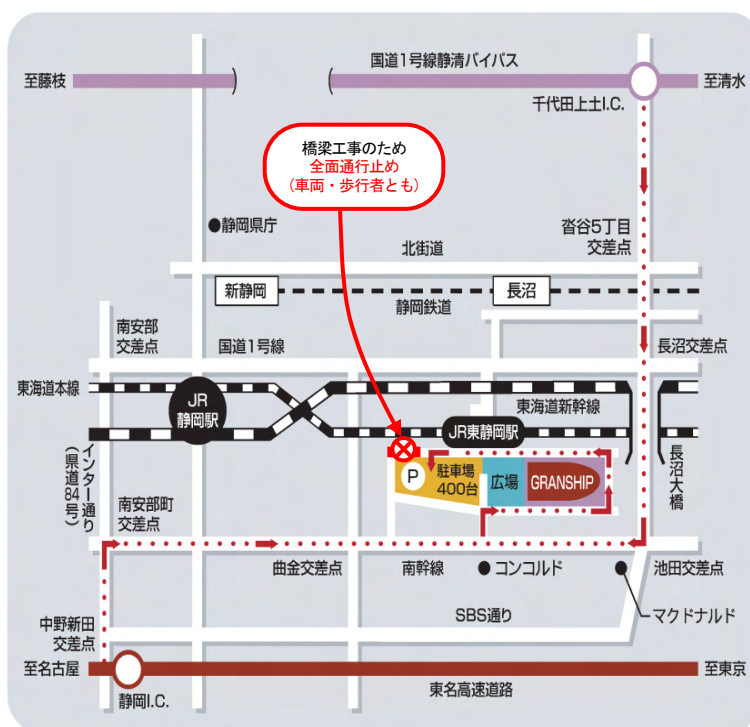 国道1号線静清バイパス
至藤枝
至清水
千代田上土I.C.
橋梁工事のため
全面通行止め
(車両・歩行者とも)
静岡県庁
沓谷5丁目
交差点
北街道
新静岡
長沼
静岡鉄道
南安部
交差点
国道1号線
長沼交差点
東海道本線
JR
静岡駅
東海道新幹線
JR東静岡駅
P
駐車場
400台
広場
GRANSHIP
長沼大橋
インター通り
(県道84号)
南安部町
交差点
曲金交差点
南幹線
コンコルド
池田交差点
マクドナルド
SBS通り
中野新田
交差点
至名古屋
至東京
静岡I.C.
東名高速道路